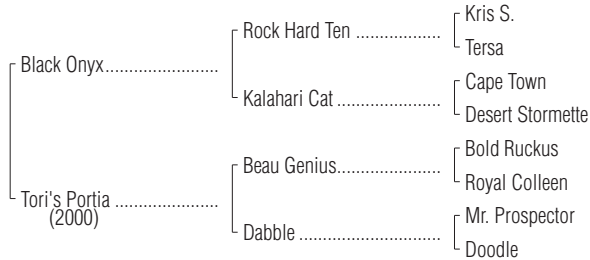 Kris S.
Rock Hard Ten ..................
Tersa
Black Onyx........................
Cape Town
Kalahari Cat ......................
Desert Stormette
Bold Ruckus
Beau Genius......................
Royal Colleen
Tori's Portia ......................
(2000)
Mr. Prospector
Dabble ..............................
Doodle